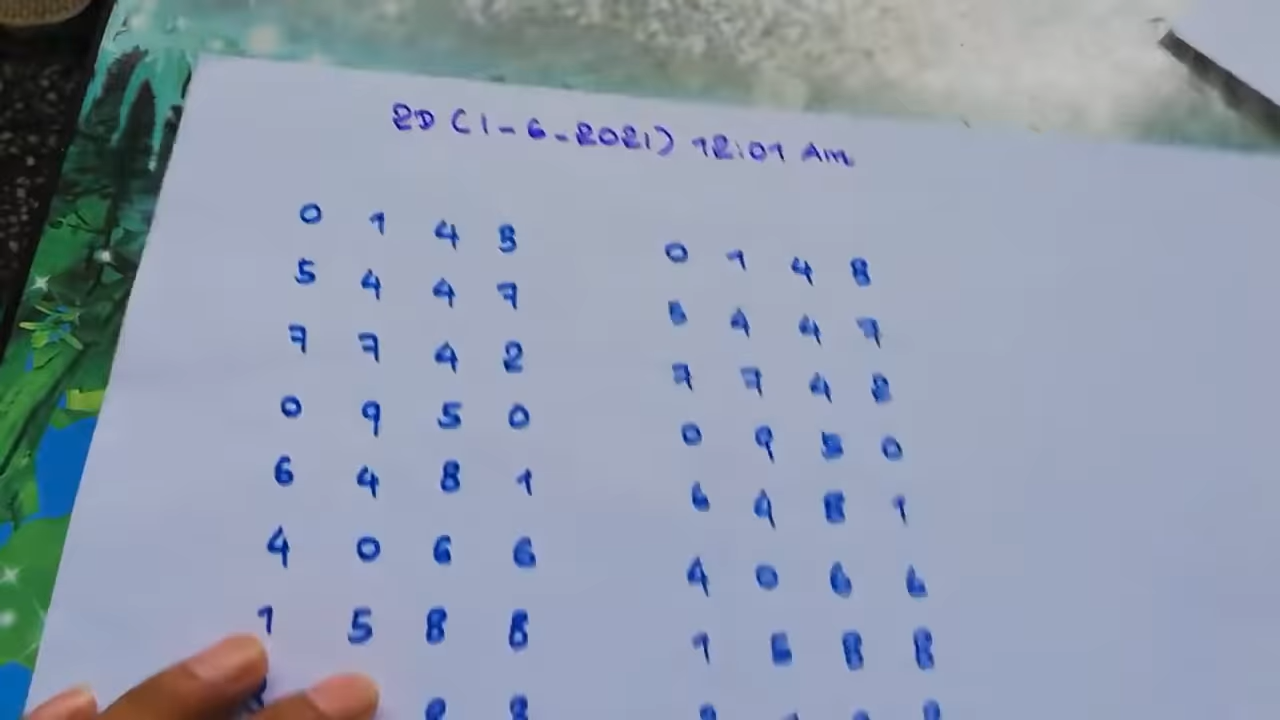 2D (1-6-2021) 12:01 Am
0 1 4 8 0 1 4 8
5 4 4 7 5 4 4 7
7 7 4 2 7 7 4 2
0 9 5 0 0 9 5 0
6 4 8 1 6 4 8 1
4 0 6 6 4 0 6 6
1 5 8 8 1 5 8 8